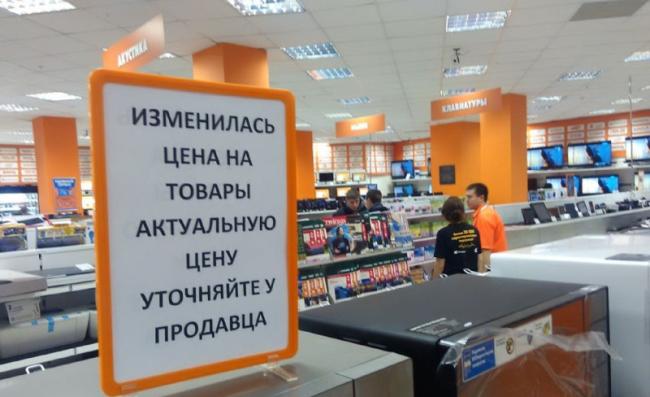 АКУСТИКА
КЛАВИАТУРЫ
ИЗМЕНИЛАСЬ
ЦЕНА НА
ТОВАРЫ
АКТУАЛЬНУЮ
ЦЕНУ
УТОЧНЯЙТЕ У
ПРОДАВЦА